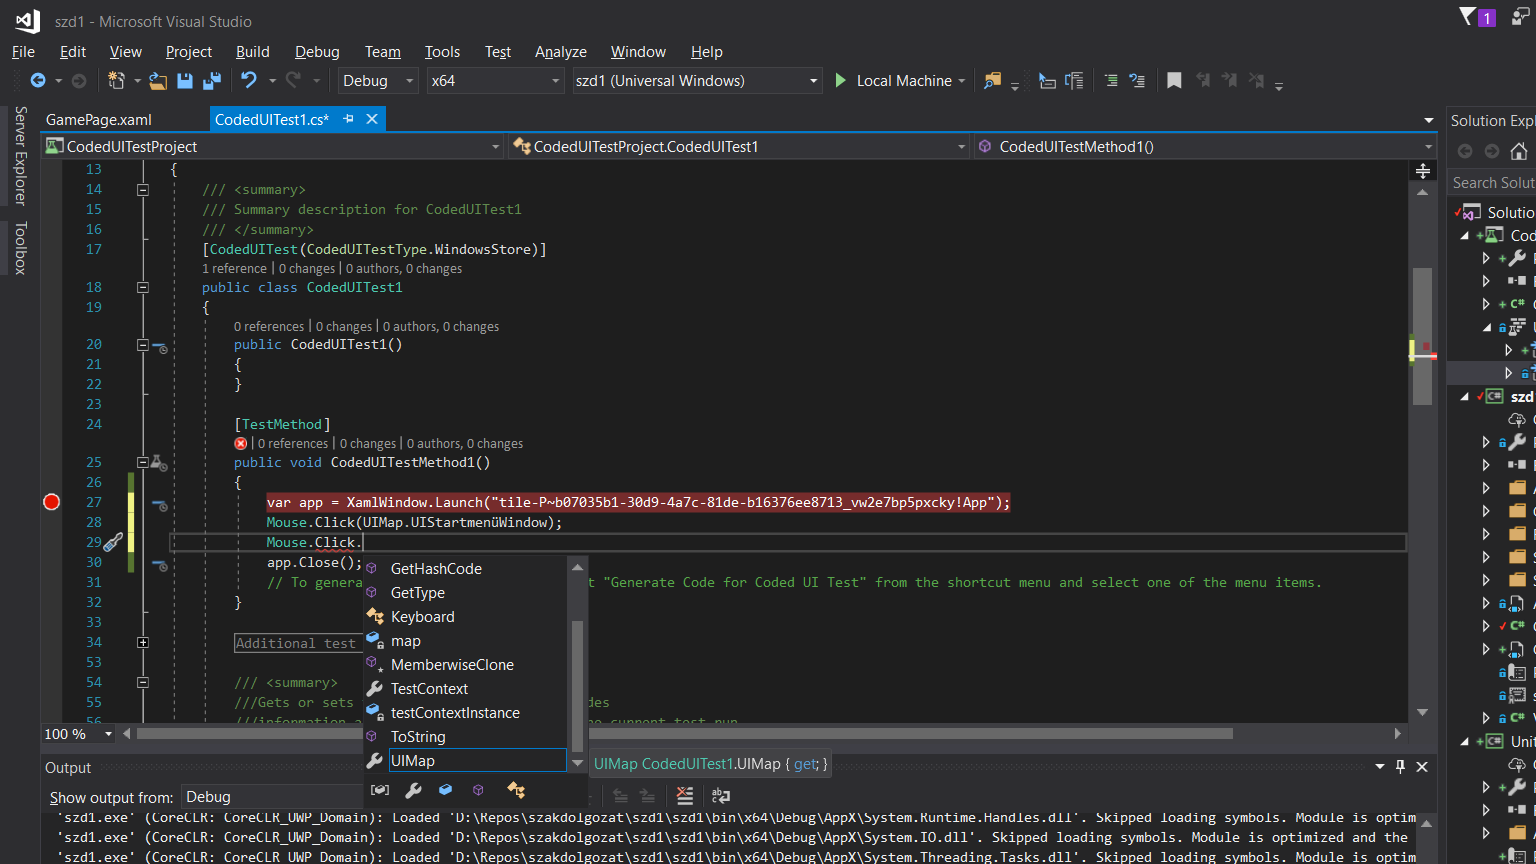 szd1 - Microsoft Visual Studio
1
File Edit View Project Build Debug Team Tools Test Analyze Window Help
Debug x64 szd1 (Universal Windows) Local Machine
Server Explorer
Toolbox
GamePage.xaml CodedUITest1.cs*
CodedUITestProject CodedUITestProject.CodedUITest1 CodedUITestMethod1()
13 {
14 /// <summary>
15 /// Summary description for CodedUITest1
16 /// </summary>
17 [CodedUITest(CodedUITestType.WindowsStore)]
1 reference | 0 changes | 0 authors, 0 changes
18 public class CodedUITest1
19 {
0 references | 0 changes | 0 authors, 0 changes
20 public CodedUITest1()
21 {
22 }
23
24 [TestMethod]
| 0 references | 0 changes | 0 authors, 0 changes
25 public void CodedUITestMethod1()
26 {
27 var app = XamlWindow.Launch("tile-P~b07035b1-30d9-4a7c-81de-b16376ee8713_vw2e7bp5pxcky!App");
28 Mouse.Click(UIMap.UIStartmenüWindow);
29 Mouse.Click.
30 app.Close();
31 // To genera t "Generate Code for Coded UI Test" from the shortcut menu and select one of the menu items.
32 }
33
34 Additional test
53
54 /// <summary>
55 ///Gets or sets des
56 ///information a e current test run
GetHashCode
GetType
Keyboard
map
MemberwiseClone
TestContext
testContextInstance
ToString
UIMap
UIMap CodedUITest1.UIMap { get; }
100 %
Output
Show output from: Debug
'szd1.exe' (CoreCLR: CoreCLR_UWP_Domain): Loaded 'D:\Repos\szakdolgozat\szd1\szd1\bin\x64\Debug\AppX\System.Runtime.Handles.dll'. Skipped loading symbols. Module is optim
'szd1.exe' (CoreCLR: CoreCLR_UWP_Domain): Loaded 'D:\Repos\szakdolgozat\szd1\szd1\bin\x64\Debug\AppX\System.IO.dll'. Skipped loading symbols. Module is optimized and the
'szd1.exe' (CoreCLR: CoreCLR_UWP_Domain): Loaded 'D:\Repos\szakdolgozat\szd1\szd1\bin\x64\Debug\AppX\System.Threading.Tasks.dll'. Skipped loading symbols. Module is optim
Solution Expl
Search Soluti
Solutio
Cod
szd
Unit